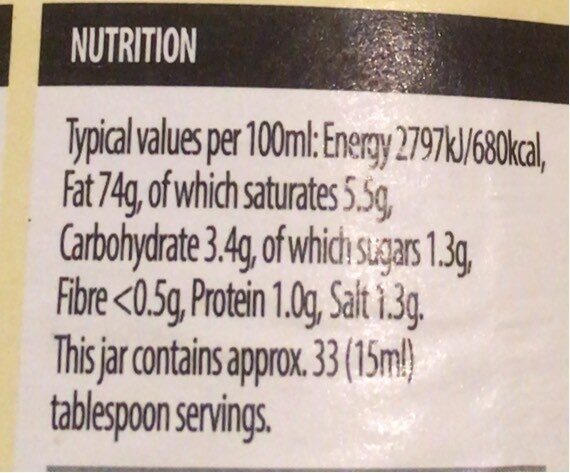 NUTRITION
Typical values per 100ml: Energy 2797kJ/680kcal,
Fat 74g, of which saturates 5.5g,
Carbohydrate 3.4g, of which sugars 1.3g,
Fibre <0.5g, Protein 1.0g, Salt 1.3g.
This jar contains approx. 33 (15ml)
tablespoon servings.